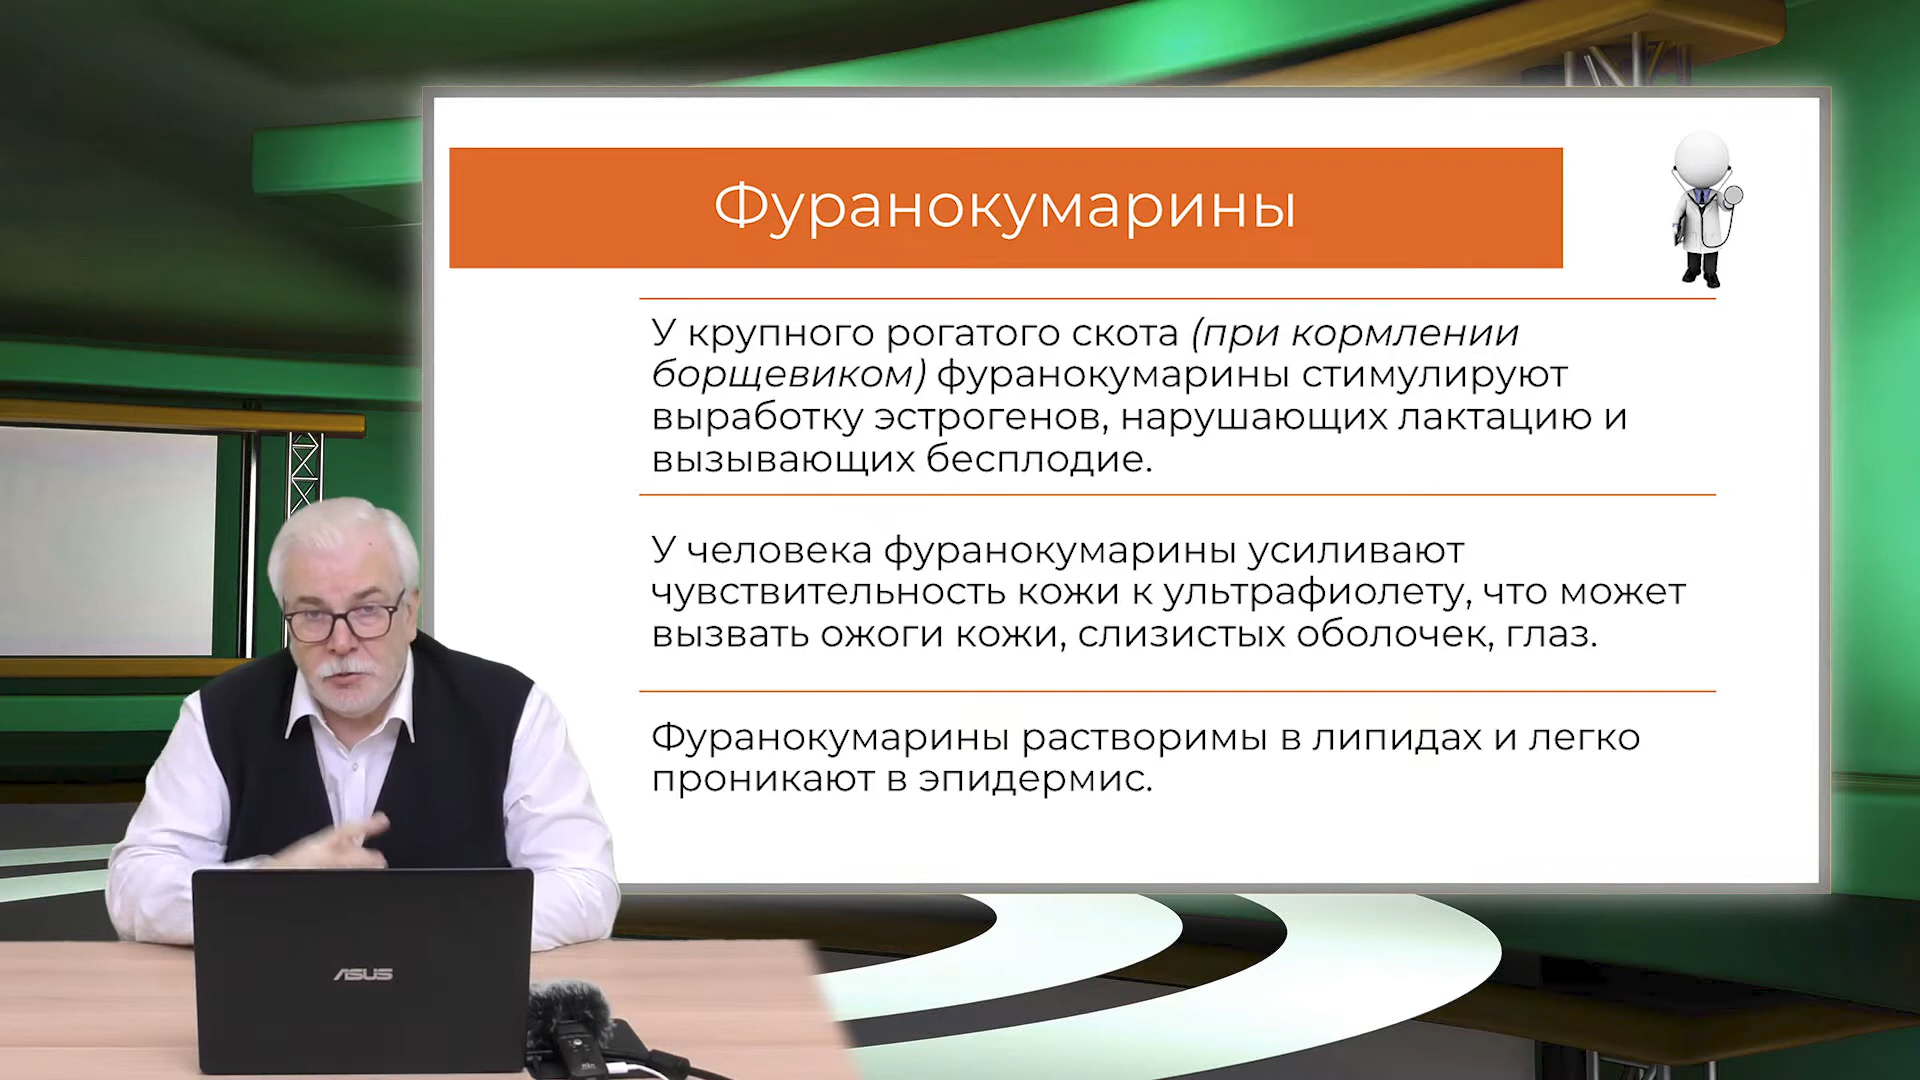 Фуранокумарины
У крупного рогатого скота (при кормлении
борщевиком) фуранокумарины стимулируют
выработку эстрогенов, нарушающих лактацию и
вызывающих бесплодие.
У человека фуранокумарины усиливают
чувствительность кожи к ультрафиолету, что может
вызвать ожоги кожи, слизистых оболочек, глаз.
Фуранокумарины растворимы в липидах и легко
проникают в эпидермис.
ASUS